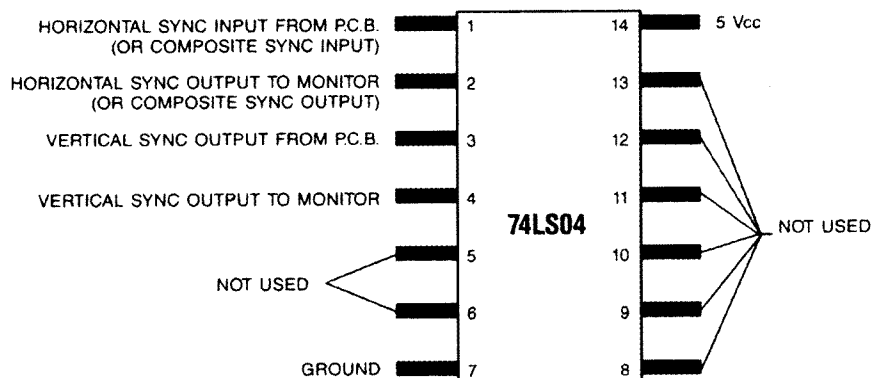 HORIZONTAL SYNC INPUT FROM P.C.B.
(OR COMPOSITE SYNC INPUT)
1
14
5 Vcc
HORIZONTAL SYNC OUTPUT TO MONITOR
(OR COMPOSITE SYNC OUTPUT)
2
13
VERTICAL SYNC OUTPUT FROM P.C.B.
3
12
VERTICAL SYNC OUTPUT TO MONITOR
4
11
74LS04
NOT USED
5
10
NOT USED
6
9
GROUND
7
8